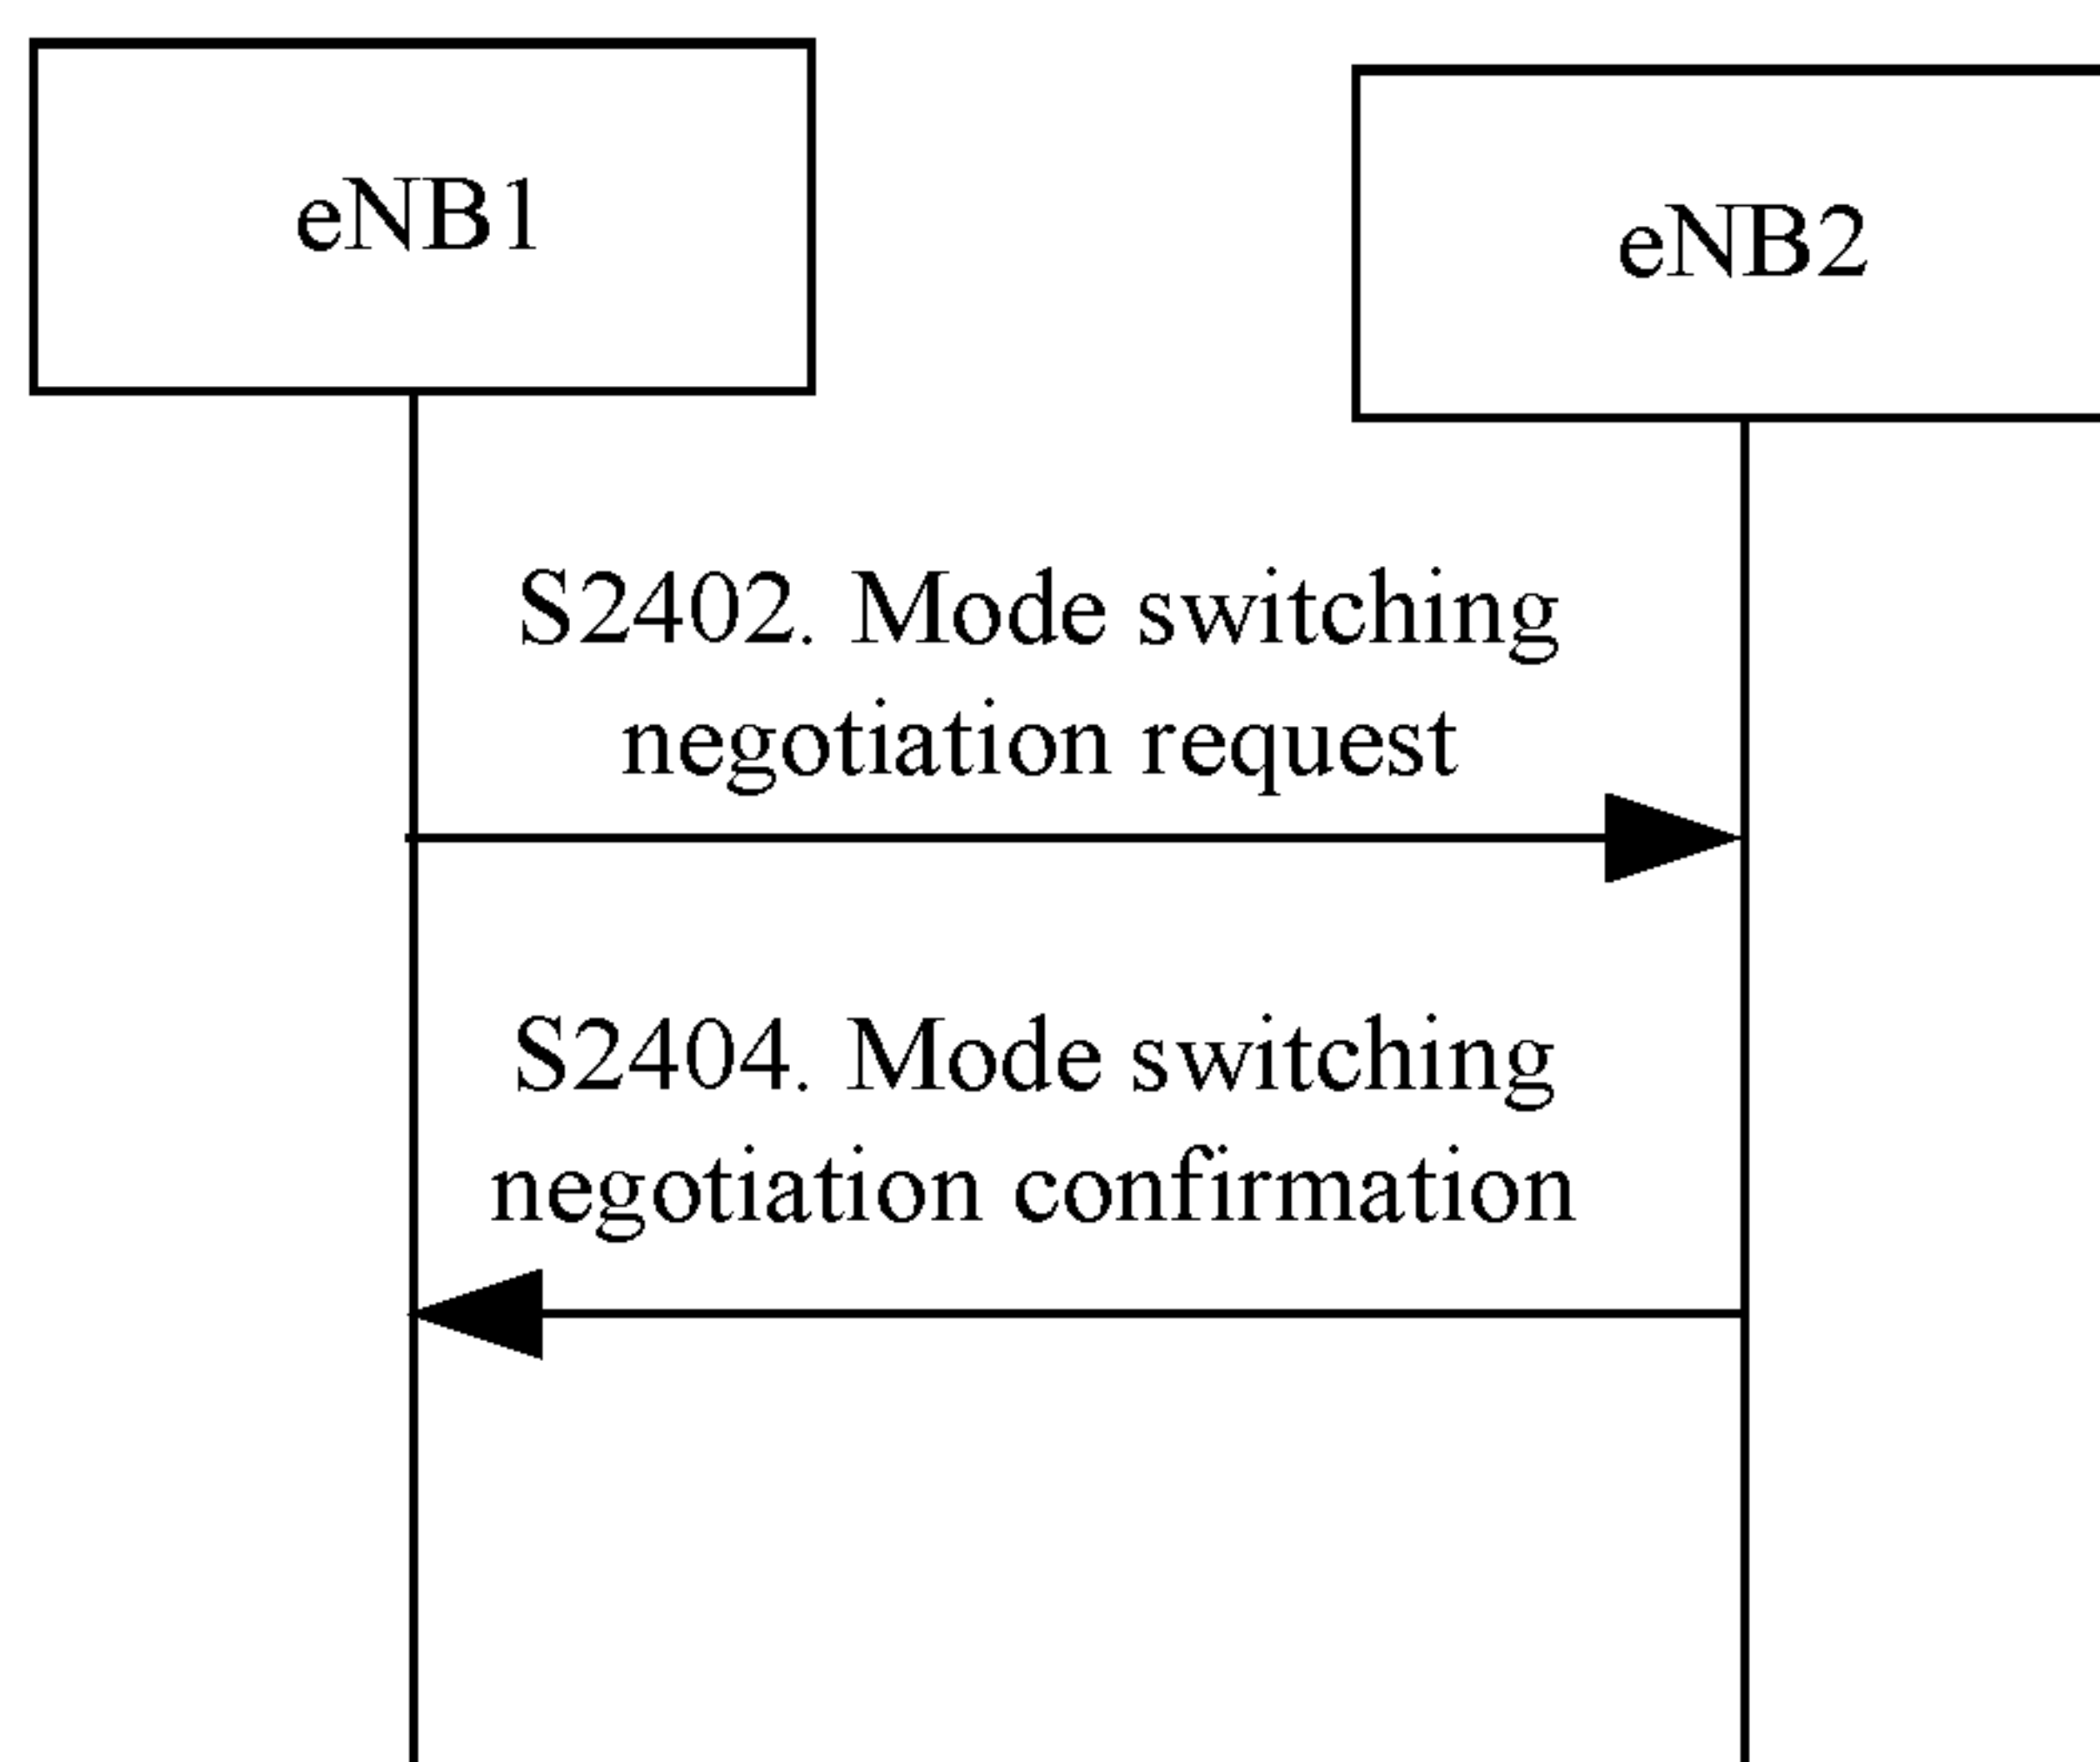 eNB1
eNB2
S2402. Mode switching
negotiation request
S2404. Mode switching
negotiation confirmation